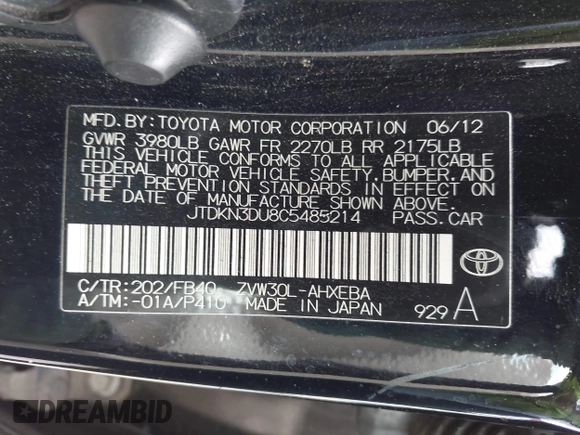 MFD.BY:TOYOTA MOTOR CORPORATION 06/12
GVWR 3980LB GAWR FR 2270LB RR 2175LB
THIS VEHICLE CONFORMS TO ALL APPLICABLE
FEDERAL MOTOR VEHICLE SAFETY,BUMPER,AND
THEFT PREVENTION STANDARDS IN EFFECT ON
THE DATE OF MANUFACTURE SHOWN ABOVE.
JTDKN3DU8C5485214 PASS.CAR
C/TR:202/FB40 ZVW30L-AHXEBA
A/TM:-01A/P410 MADE IN JAPAN 929 A
DREAMBID